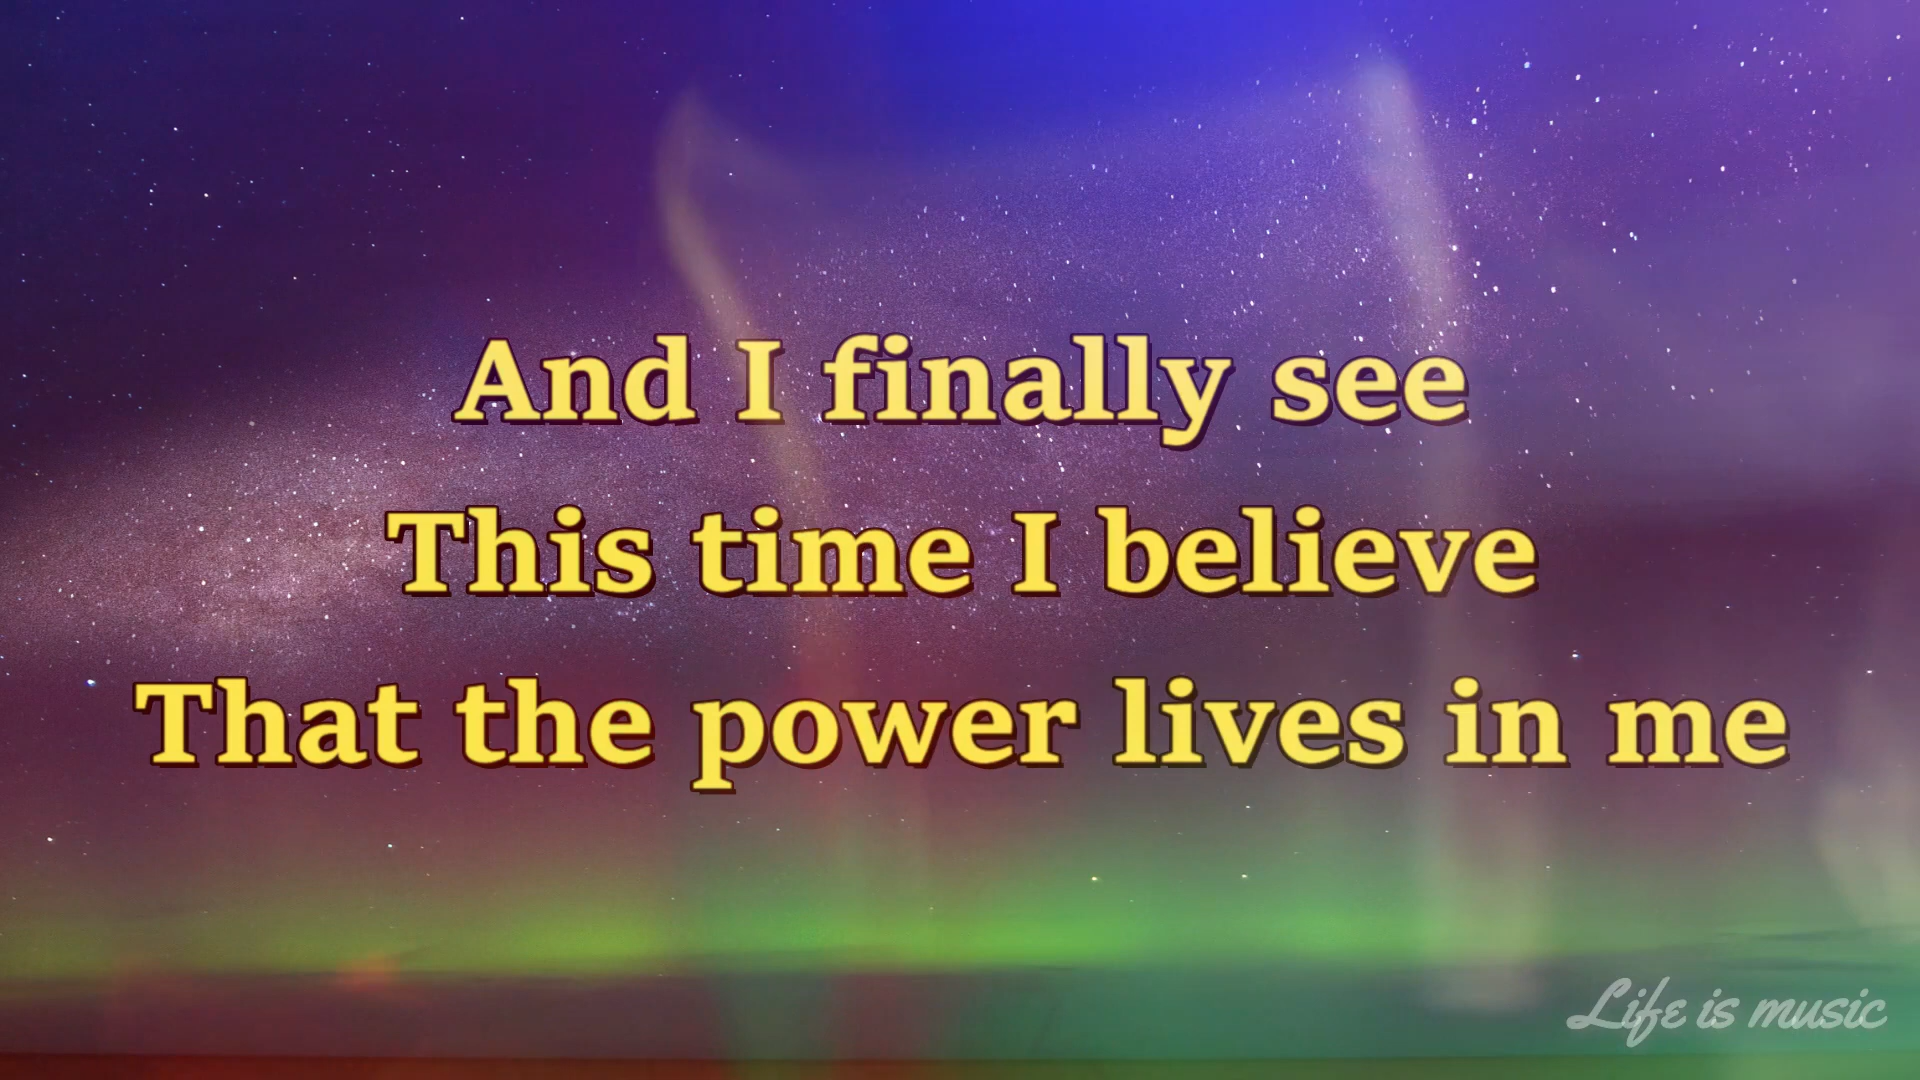 And I finally see
This time I believe
That the power lives in me
Life is music